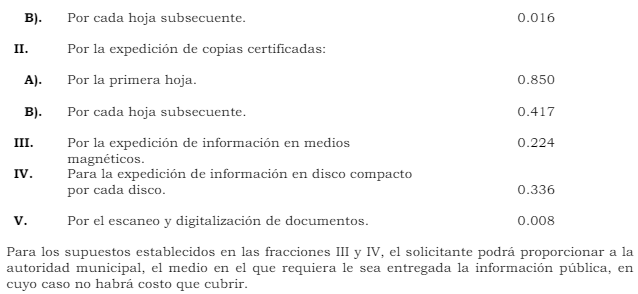 B). Por cada hoja subsecuente. 0.016
II. Por la expedición de copias certificadas:
A). Por la primera hoja. 0.850
B). Por cada hoja subsecuente. 0.417
III. Por la expedición de información en medios 0.224
magnéticos.
IV. Para la expedición de información en disco compacto
por cada disco. 0.336
V. Por el escaneo y digitalización de documentos. 0.008
Para los supuestos establecidos en las fracciones III y IV, el solicitante podrá proporcionar a la
autoridad municipal, el medio en el que requiera le sea entregada la información pública, en
cuyo caso no habrá costo que cubrir.